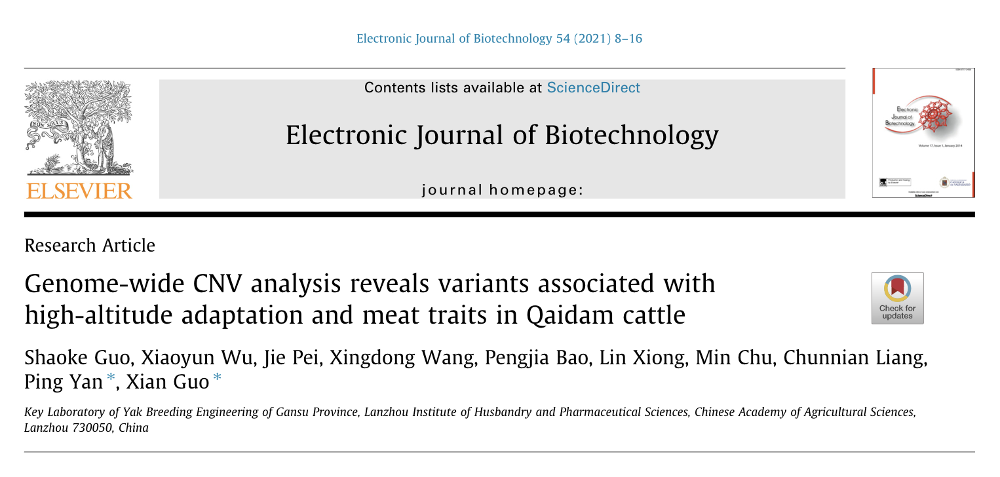 Electronic Journal of Biotechnology 54 (2021) 8–16
NON SOLUS
ELSEVIER
Contents lists available at ScienceDirect
Electronic Journal of Biotechnology
journal homepage:
Electronic
Journal of
Biotechnology
Volume 17, Issue 1, January 2014
ScienceDirect
Research Article
Genome-wide CNV analysis reveals variants associated with
high-altitude adaptation and meat traits in Qaidam cattle
Check for
updates
Shaoke Guo, Xiaoyun Wu, Jie Pei, Xingdong Wang, Pengjia Bao, Lin Xiong, Min Chu, Chunnian Liang,
Ping Yan *, Xian Guo *
Key Laboratory of Yak Breeding Engineering of Gansu Province, Lanzhou Institute of Husbandry and Pharmaceutical Sciences, Chinese Academy of Agricultural Sciences,
Lanzhou 730050, China